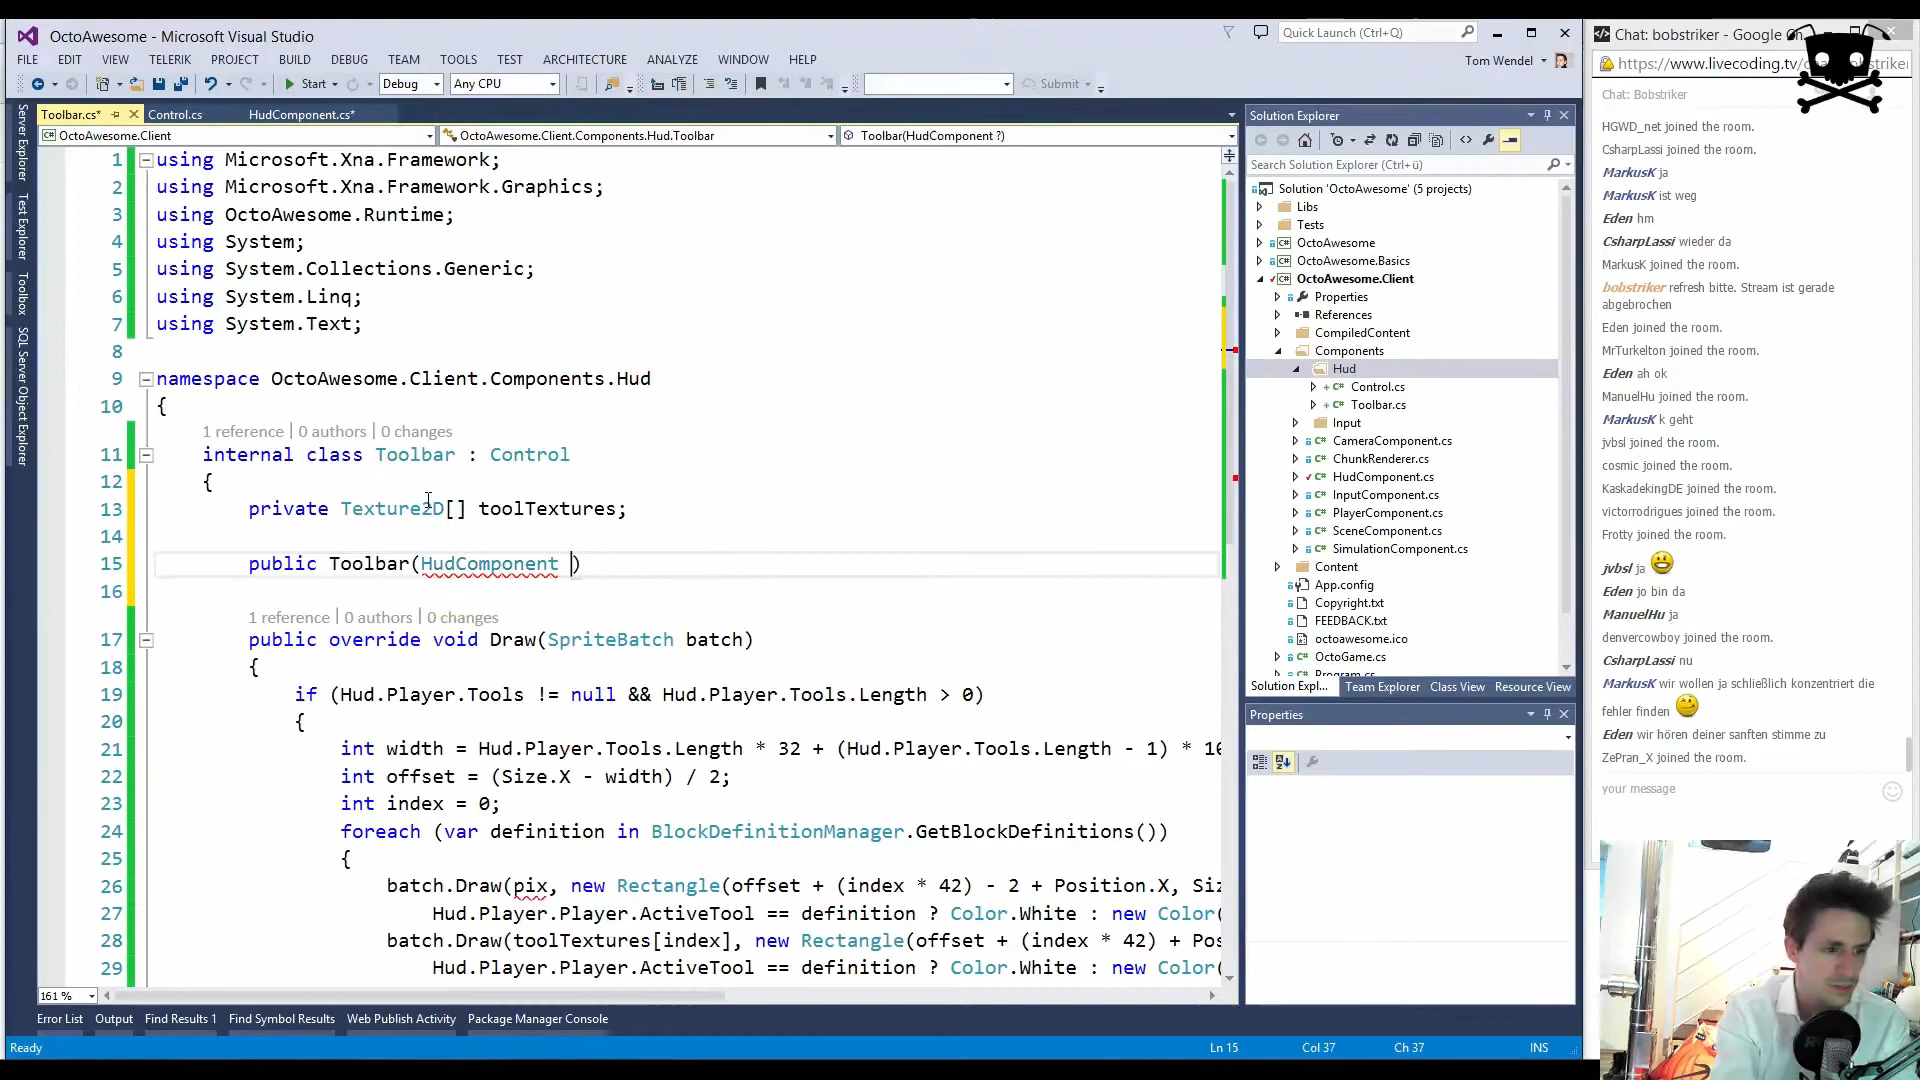 OctoAwesome - Microsoft Visual Studio
Quick Launch (Ctrl+Q)
FILE EDIT VIEW TELERIK PROJECT BUILD DEBUG TEAM TOOLS TEST ARCHITECTURE ANALYZE WINDOW HELP
Tom Wendel
Start Debug Any CPU Submit
Toolbar.cs* Control.cs HudComponent.cs*
OctoAwesome.Client OctoAwesome.Client.Components.Hud.Toolbar Toolbar(HudComponent ?)
Server Explorer
Test Explorer
Toolbox
SQL Server Object Explorer
1 using Microsoft.Xna.Framework;
2 using Microsoft.Xna.Framework.Graphics;
3 using OctoAwesome.Runtime;
4 using System;
5 using System.Collections.Generic;
6 using System.Linq;
7 using System.Text;
8
9 namespace OctoAwesome.Client.Components.Hud
10 {
1 reference | 0 authors | 0 changes
11 internal class Toolbar : Control
12 {
13 private Texture2D[] toolTextures;
14
15 public Toolbar(HudComponent )
16
1 reference | 0 authors | 0 changes
17 public override void Draw(SpriteBatch batch)
18 {
19 if (Hud.Player.Tools != null && Hud.Player.Tools.Length > 0)
20 {
21 int width = Hud.Player.Tools.Length * 32 + (Hud.Player.Tools.Length - 1) * 10
22 int offset = (Size.X - width) / 2;
23 int index = 0;
24 foreach (var definition in BlockDefinitionManager.GetBlockDefinitions())
25 {
26 batch.Draw(pix, new Rectangle(offset + (index * 42) - 2 + Position.X, Siz
27 Hud.Player.Player.ActiveTool == definition ? Color.White : new Color(
28 batch.Draw(toolTextures[index], new Rectangle(offset + (index * 42) + Pos
29 Hud.Player.Player.ActiveTool == definition ? Color.White : new Color(
161 %
Error List Output Find Results 1 Find Symbol Results Web Publish Activity Package Manager Console
Ready Ln 15 Col 37 Ch 37 INS
Solution Explorer
Search Solution Explorer (Ctrl+ü)
Solution 'OctoAwesome' (5 projects)
Libs
Tests
OctoAwesome
OctoAwesome.Basics
OctoAwesome.Client
Properties
References
CompiledContent
Components
Hud
Control.cs
Toolbar.cs
Input
CameraComponent.cs
ChunkRenderer.cs
HudComponent.cs
InputComponent.cs
PlayerComponent.cs
SceneComponent.cs
SimulationComponent.cs
Content
App.config
Copyright.txt
FEEDBACK.txt
octoawesome.ico
OctoGame.cs
Program.cs
Solution Expl... Team Explorer Class View Resource View
Properties
Chat: bobstriker - Google
https://www.livecoding.tv/
Chat: Bobstriker
HGWD_net joined the room.
CsharpLassi joined the room.
MarkusK ja
MarkusK ist weg
Eden hm
CsharpLassi wieder da
MarkusK joined the room.
bobstriker refresh bitte. Stream ist gerade
abgebrochen
Eden joined the room.
MrTurkelton joined the room.
Eden ah ok
ManuelHu joined the room.
MarkusK k geht
jvbsl joined the room.
cosmic joined the room.
KaskadekingDE joined the room.
victorrodrigues joined the room.
Frotty joined the room.
jvbsl ja
Eden jo bin da
ManuelHu ja
denvercowboy joined the room.
CsharpLassi nu
MarkusK wir wollen ja schließlich konzentriert die
fehler finden
Eden wir hören deiner sanften stimme zu
ZePran_X joined the room.
your message